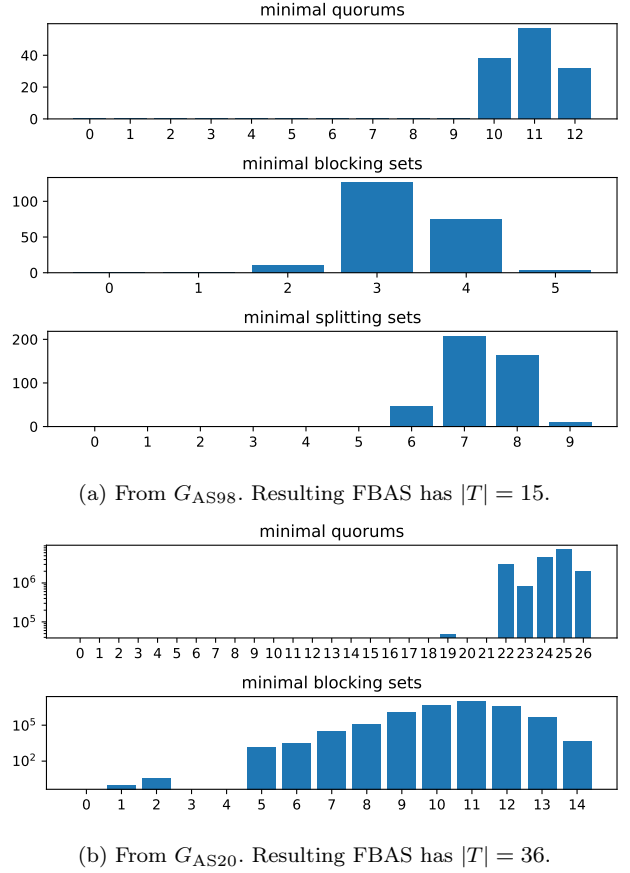 minimal quorums
40
20
0
0 1 2 3 4 5 6 7 8 9 10 11 12
minimal blocking sets
100
50
0
0 1 2 3 4 5
minimal splitting sets
200
100
0
0 1 2 3 4 5 6 7 8 9
(a) From G_AS98. Resulting FBAS has |T| = 15.
minimal quorums
10^6
10^5
0 1 2 3 4 5 6 7 8 9 10 11 12 13 14 15 16 17 18 19 20 21 22 23 24 25 26
minimal blocking sets
10^5
10^2
0 1 2 3 4 5 6 7 8 9 10 11 12 13 14
(b) From G_AS20. Resulting FBAS has |T| = 36.